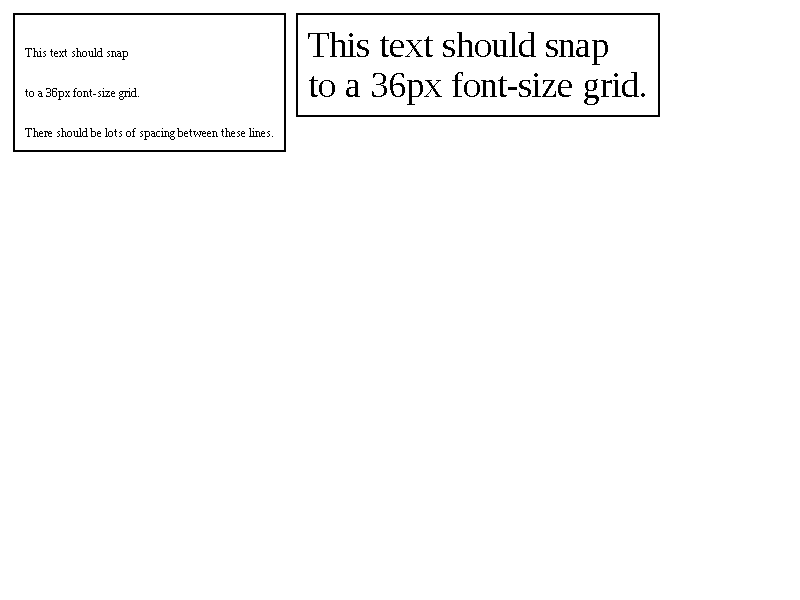 This text should snap
to a 36px font-size grid.
There should be lots of spacing between these lines.
This text should snap
to a 36px font-size grid.